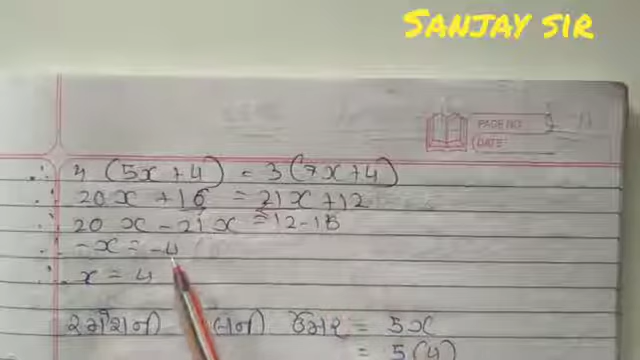 SANJAY SIR
PAGE NO.
DATE:
∴ 4 (5x+4) = 3(7x+4)
∴ 20x +16 = 21x+12
∴ 20x - 21x = 12-16
∴ -x = -4
∴ x = 4
ઉંમર = 5x
= 5(4)